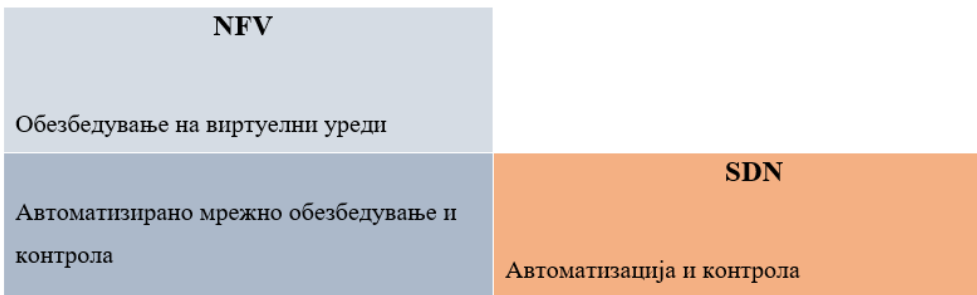 NFV
Обезбедување на виртуелни уреди
Автоматизирано мрежно обезбедување и
контрола
SDN
Автоматизација и контрола